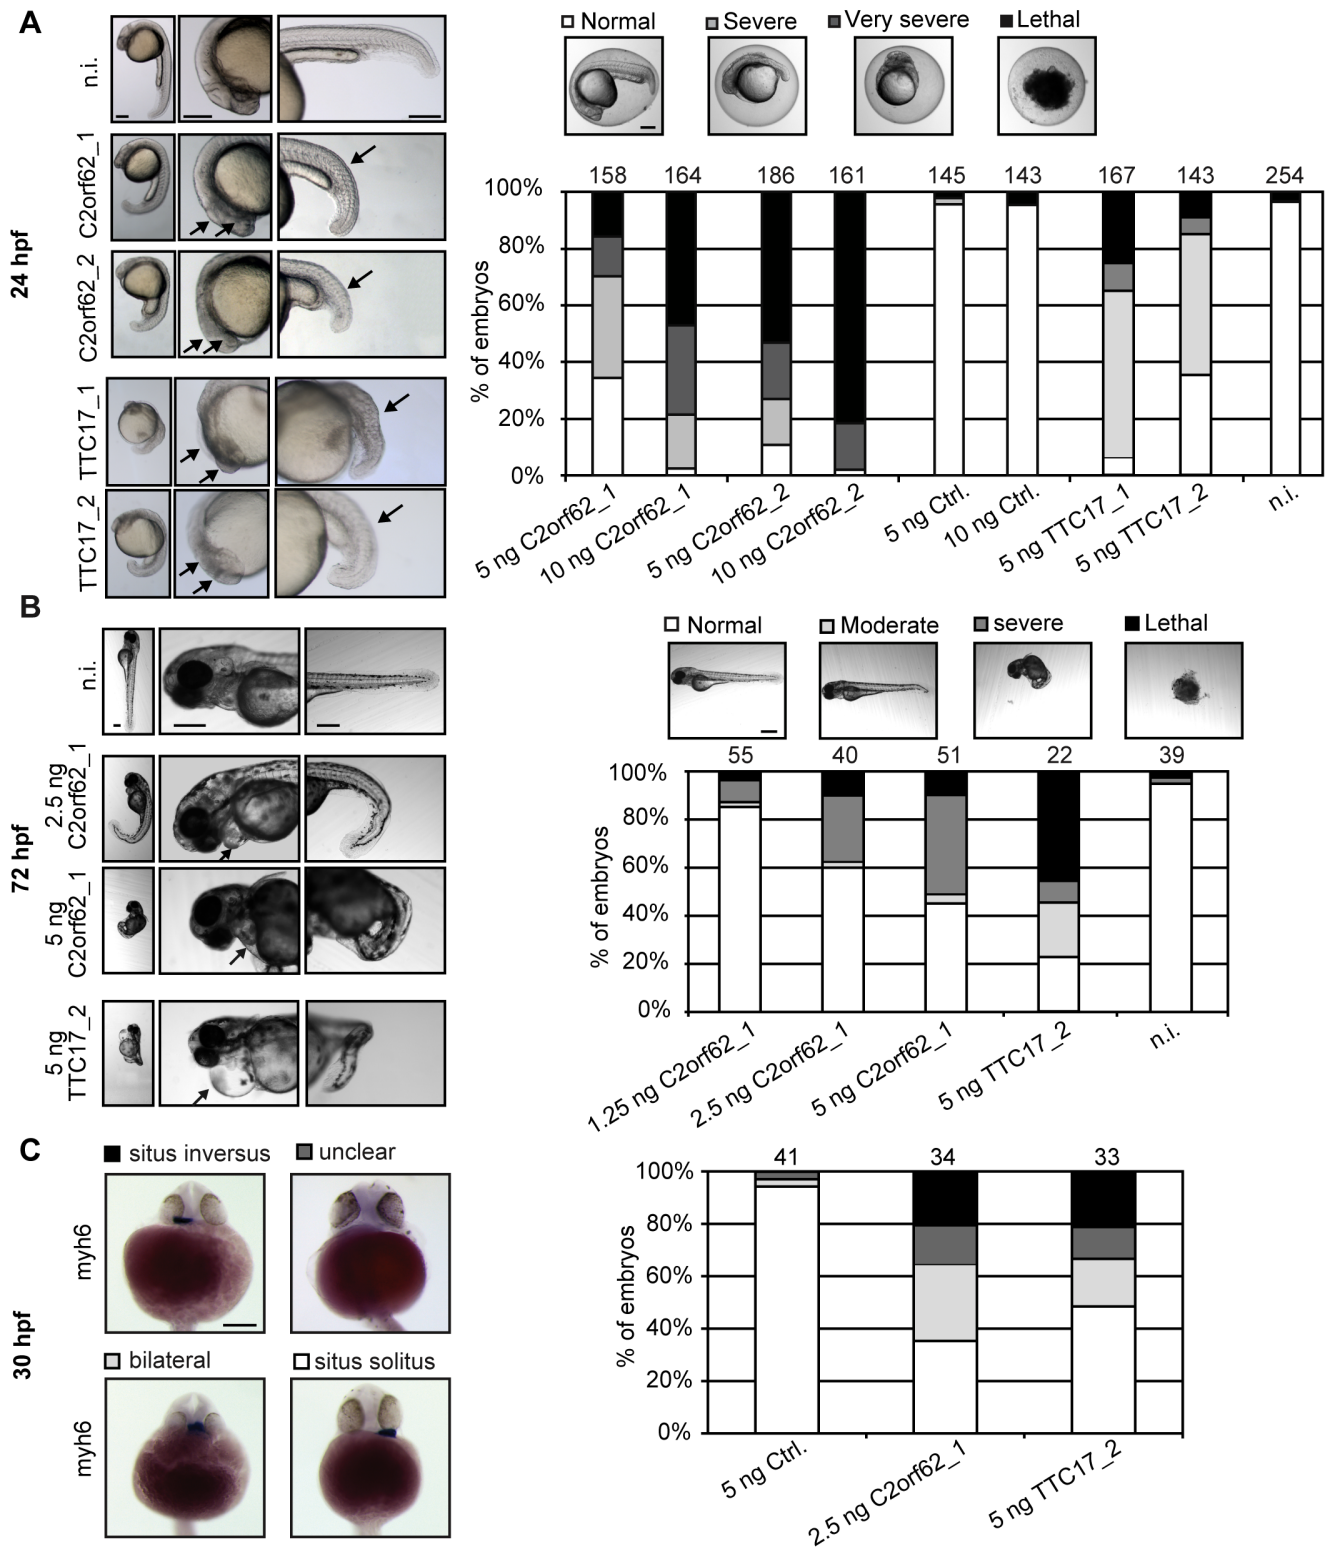 A
24 hpf
n.i.
C2orf62_1
C2orf62_2
TTC17_1
TTC17_2
Normal
Severe
Very severe
Lethal
158 164 186 161 145 143 167 143 254
% of embryos
100%
80%
60%
40%
20%
0%
5 ng C2orf62_1
10 ng C2orf62_1
5 ng C2orf62_2
10 ng C2orf62_2
5 ng Ctrl.
10 ng Ctrl.
5 ng TTC17_1
5 ng TTC17_2
n.i.
B
72 hpf
n.i.
2.5 ng
C2orf62_1
5 ng
C2orf62_1
5 ng
TTC17_2
Normal
Moderate
severe
Lethal
55 40 51 22 39
% of embryos
100%
80%
60%
40%
20%
0%
1.25 ng C2orf62_1
2.5 ng C2orf62_1
5 ng C2orf62_1
5 ng TTC17_2
n.i.
C
30 hpf
situs inversus
unclear
myh6
bilateral
situs solitus
myh6
41 34 33
% of embryos
100%
80%
60%
40%
20%
0%
5 ng Ctrl.
2.5 ng C2orf62_1
5 ng TTC17_2